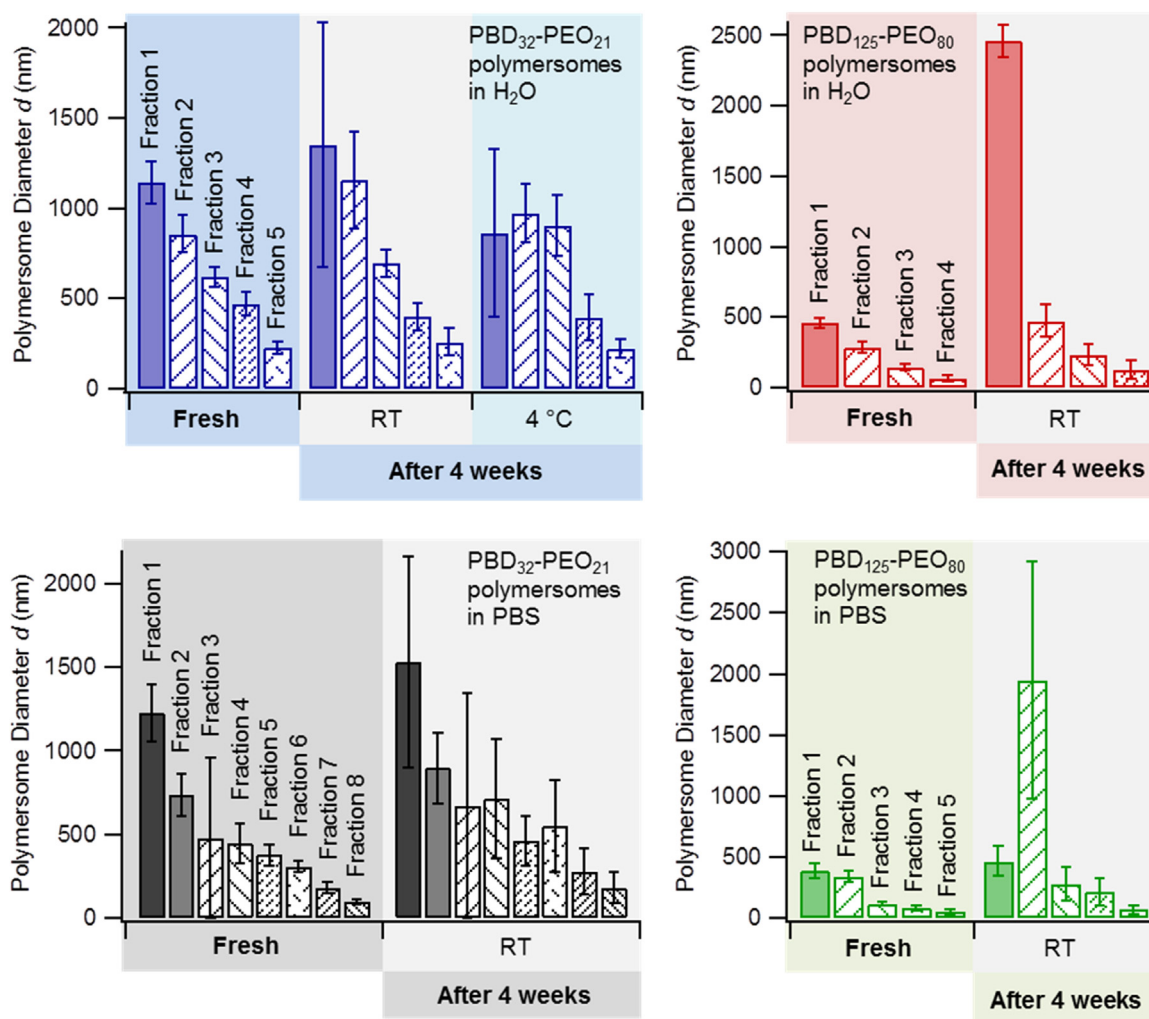 Polymersome Diameter d (nm)
2000
1500
1000
500
0
Fraction 1
Fraction 2
Fraction 3
Fraction 4
Fraction 5
PBD32-PEO21
polymersomes
in H2O
Fresh
RT
4 °C
After 4 weeks
Polymersome Diameter d (nm)
2500
2000
1500
1000
500
0
PBD125-PEO80
polymersomes
in H2O
Fraction 1
Fraction 2
Fraction 3
Fraction 4
Fresh
RT
After 4 weeks
Polymersome Diameter d (nm)
2000
1500
1000
500
0
Fraction 1
Fraction 2
Fraction 3
Fraction 4
Fraction 5
Fraction 6
Fraction 7
Fraction 8
PBD32-PEO21
polymersomes
in PBS
Fresh
RT
After 4 weeks
Polymersome Diameter d (nm)
3000
2500
2000
1500
1000
500
0
PBD125-PEO80
polymersomes
in PBS
Fraction 1
Fraction 2
Fraction 3
Fraction 4
Fraction 5
Fresh
RT
After 4 weeks